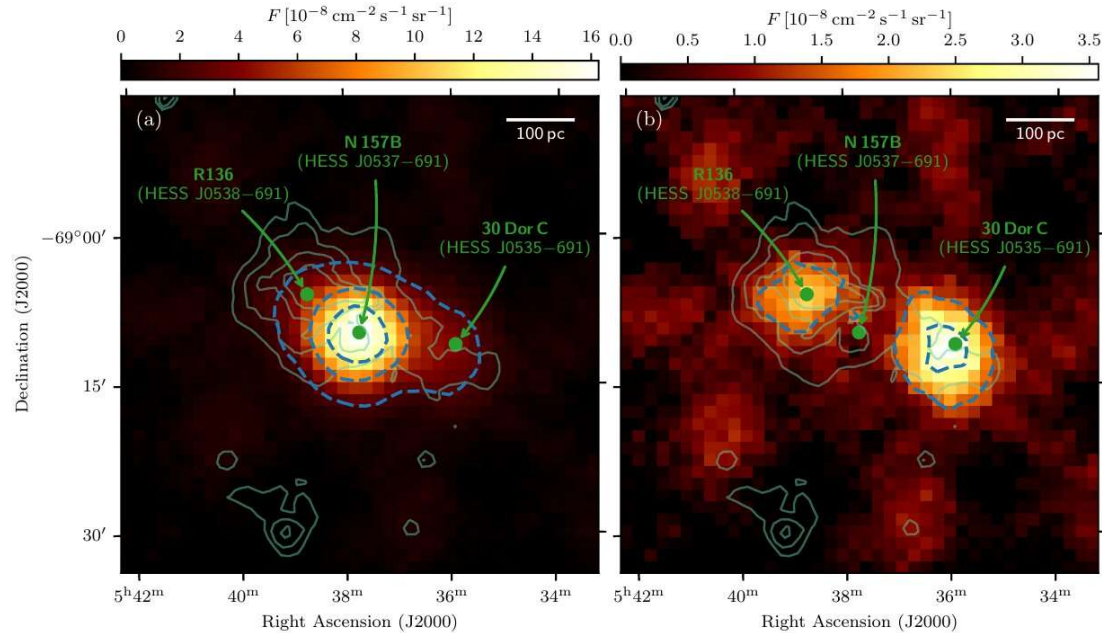 F [10⁻⁸ cm⁻² s⁻¹ sr⁻¹]
0 2 4 6 8 10 12 14 16
(a)
100 pc
N 157B
(HESS J0537−691)
R136
(HESS J0538−691)
30 Dor C
(HESS J0535−691)
−69°00′
15′
30′
Declination (J2000)
5ʰ42ᵐ 40ᵐ 38ᵐ 36ᵐ 34ᵐ
Right Ascension (J2000)
F [10⁻⁸ cm⁻² s⁻¹ sr⁻¹]
0.0 0.5 1.0 1.5 2.0 2.5 3.0 3.5
(b)
100 pc
N 157B
(HESS J0537−691)
R136
(HESS J0538−691)
30 Dor C
(HESS J0535−691)
5ʰ42ᵐ 40ᵐ 38ᵐ 36ᵐ 34ᵐ
Right Ascension (J2000)